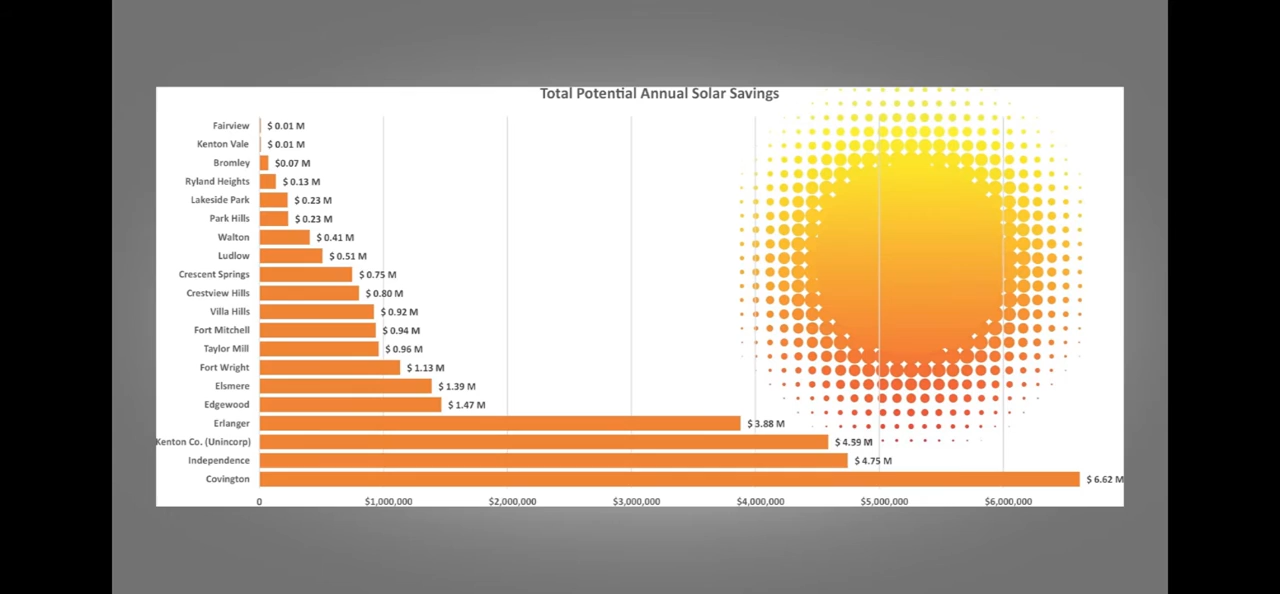 Total Potential Annual Solar Savings
Fairview $ 0.01 M
Kenton Vale $ 0.01 M
Bromley $0.07 M
Ryland Heights $ 0.13 M
Lakeside Park $ 0.23 M
Park Hills $ 0.23 M
Walton $ 0.41 M
Ludlow $ 0.51 M
Crescent Springs $ 0.75 M
Crestview Hills $ 0.80 M
Villa Hills $ 0.92 M
Fort Mitchell $ 0.94 M
Taylor Mill $ 0.96 M
Fort Wright $ 1.13 M
Elsmere $ 1.39 M
Edgewood $ 1.47 M
Erlanger $ 3.88 M
Kenton Co. (Unincorp) $ 4.59 M
Independence $ 4.75 M
Covington $ 6.62 M
0 $1,000,000 $2,000,000 $3,000,000 $4,000,000 $5,000,000 $6,000,000